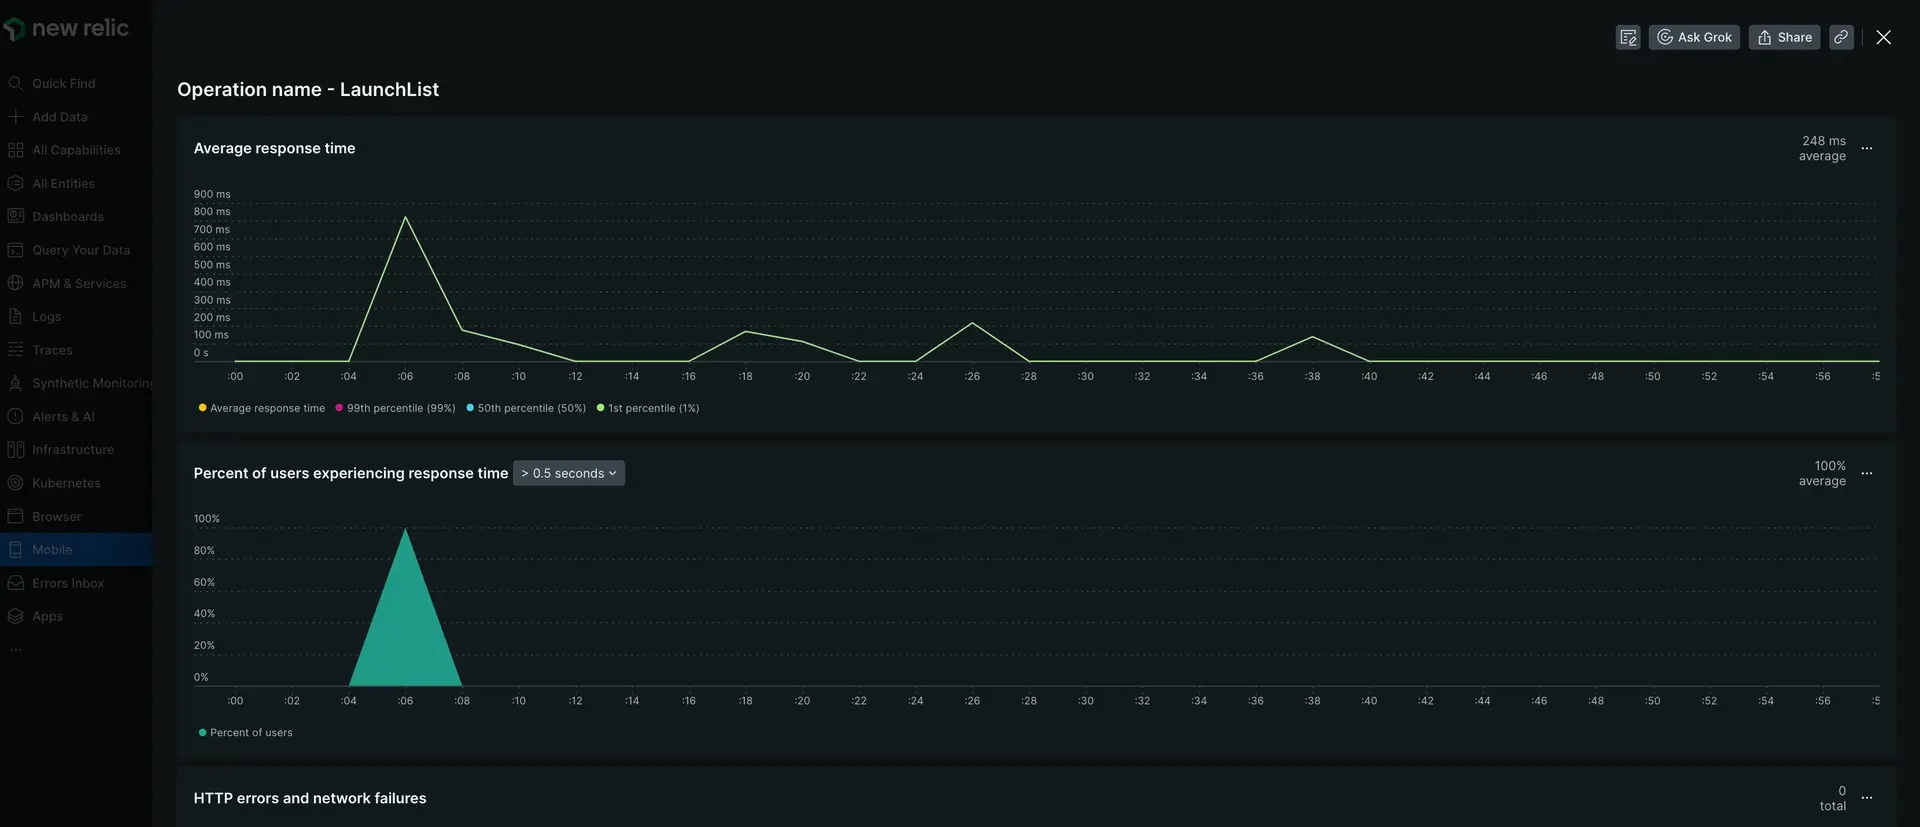 new relic
Ask Grok
Share
Quick Find
Add Data
All Capabilities
All Entities
Dashboards
Query Your Data
APM & Services
Logs
Traces
Synthetic Monitoring
Alerts & AI
Infrastructure
Kubernetes
Browser
Mobile
Errors Inbox
Apps
...
Operation name - LaunchList
Average response time
248 ms
average
...
900 ms
800 ms
700 ms
600 ms
500 ms
400 ms
300 ms
200 ms
100 ms
0 s
:00 :02 :04 :06 :08 :10 :12 :14 :16 :18 :20 :22 :24 :26 :28 :30 :32 :34 :36 :38 :40 :42 :44 :46 :48 :50 :52 :54 :56 :5
Average response time 99th percentile (99%) 50th percentile (50%) 1st percentile (1%)
Percent of users experiencing response time > 0.5 seconds
100%
average
...
100%
80%
60%
40%
20%
0%
:00 :02 :04 :06 :08 :10 :12 :14 :16 :18 :20 :22 :24 :26 :28 :30 :32 :34 :36 :38 :40 :42 :44 :46 :48 :50 :52 :54 :56 :5
Percent of users
HTTP errors and network failures
0
total
...